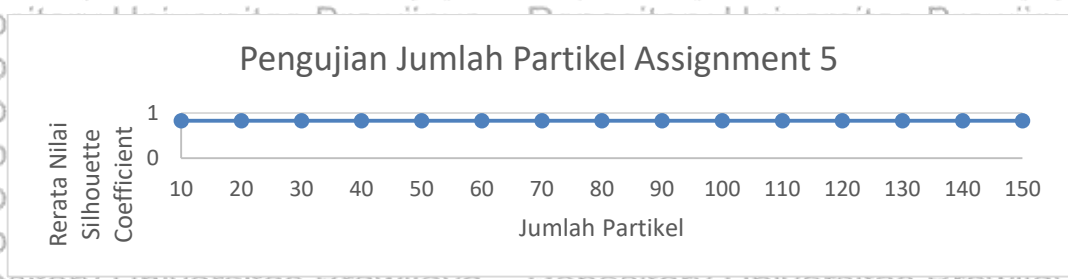 Pengujian Jumlah Partikel Assignment 5
Rerata Nilai
Silhouette
Coefficient
1
0
10 20 30 40 50 60 70 80 90 100 110 120 130 140 150
Jumlah Partikel